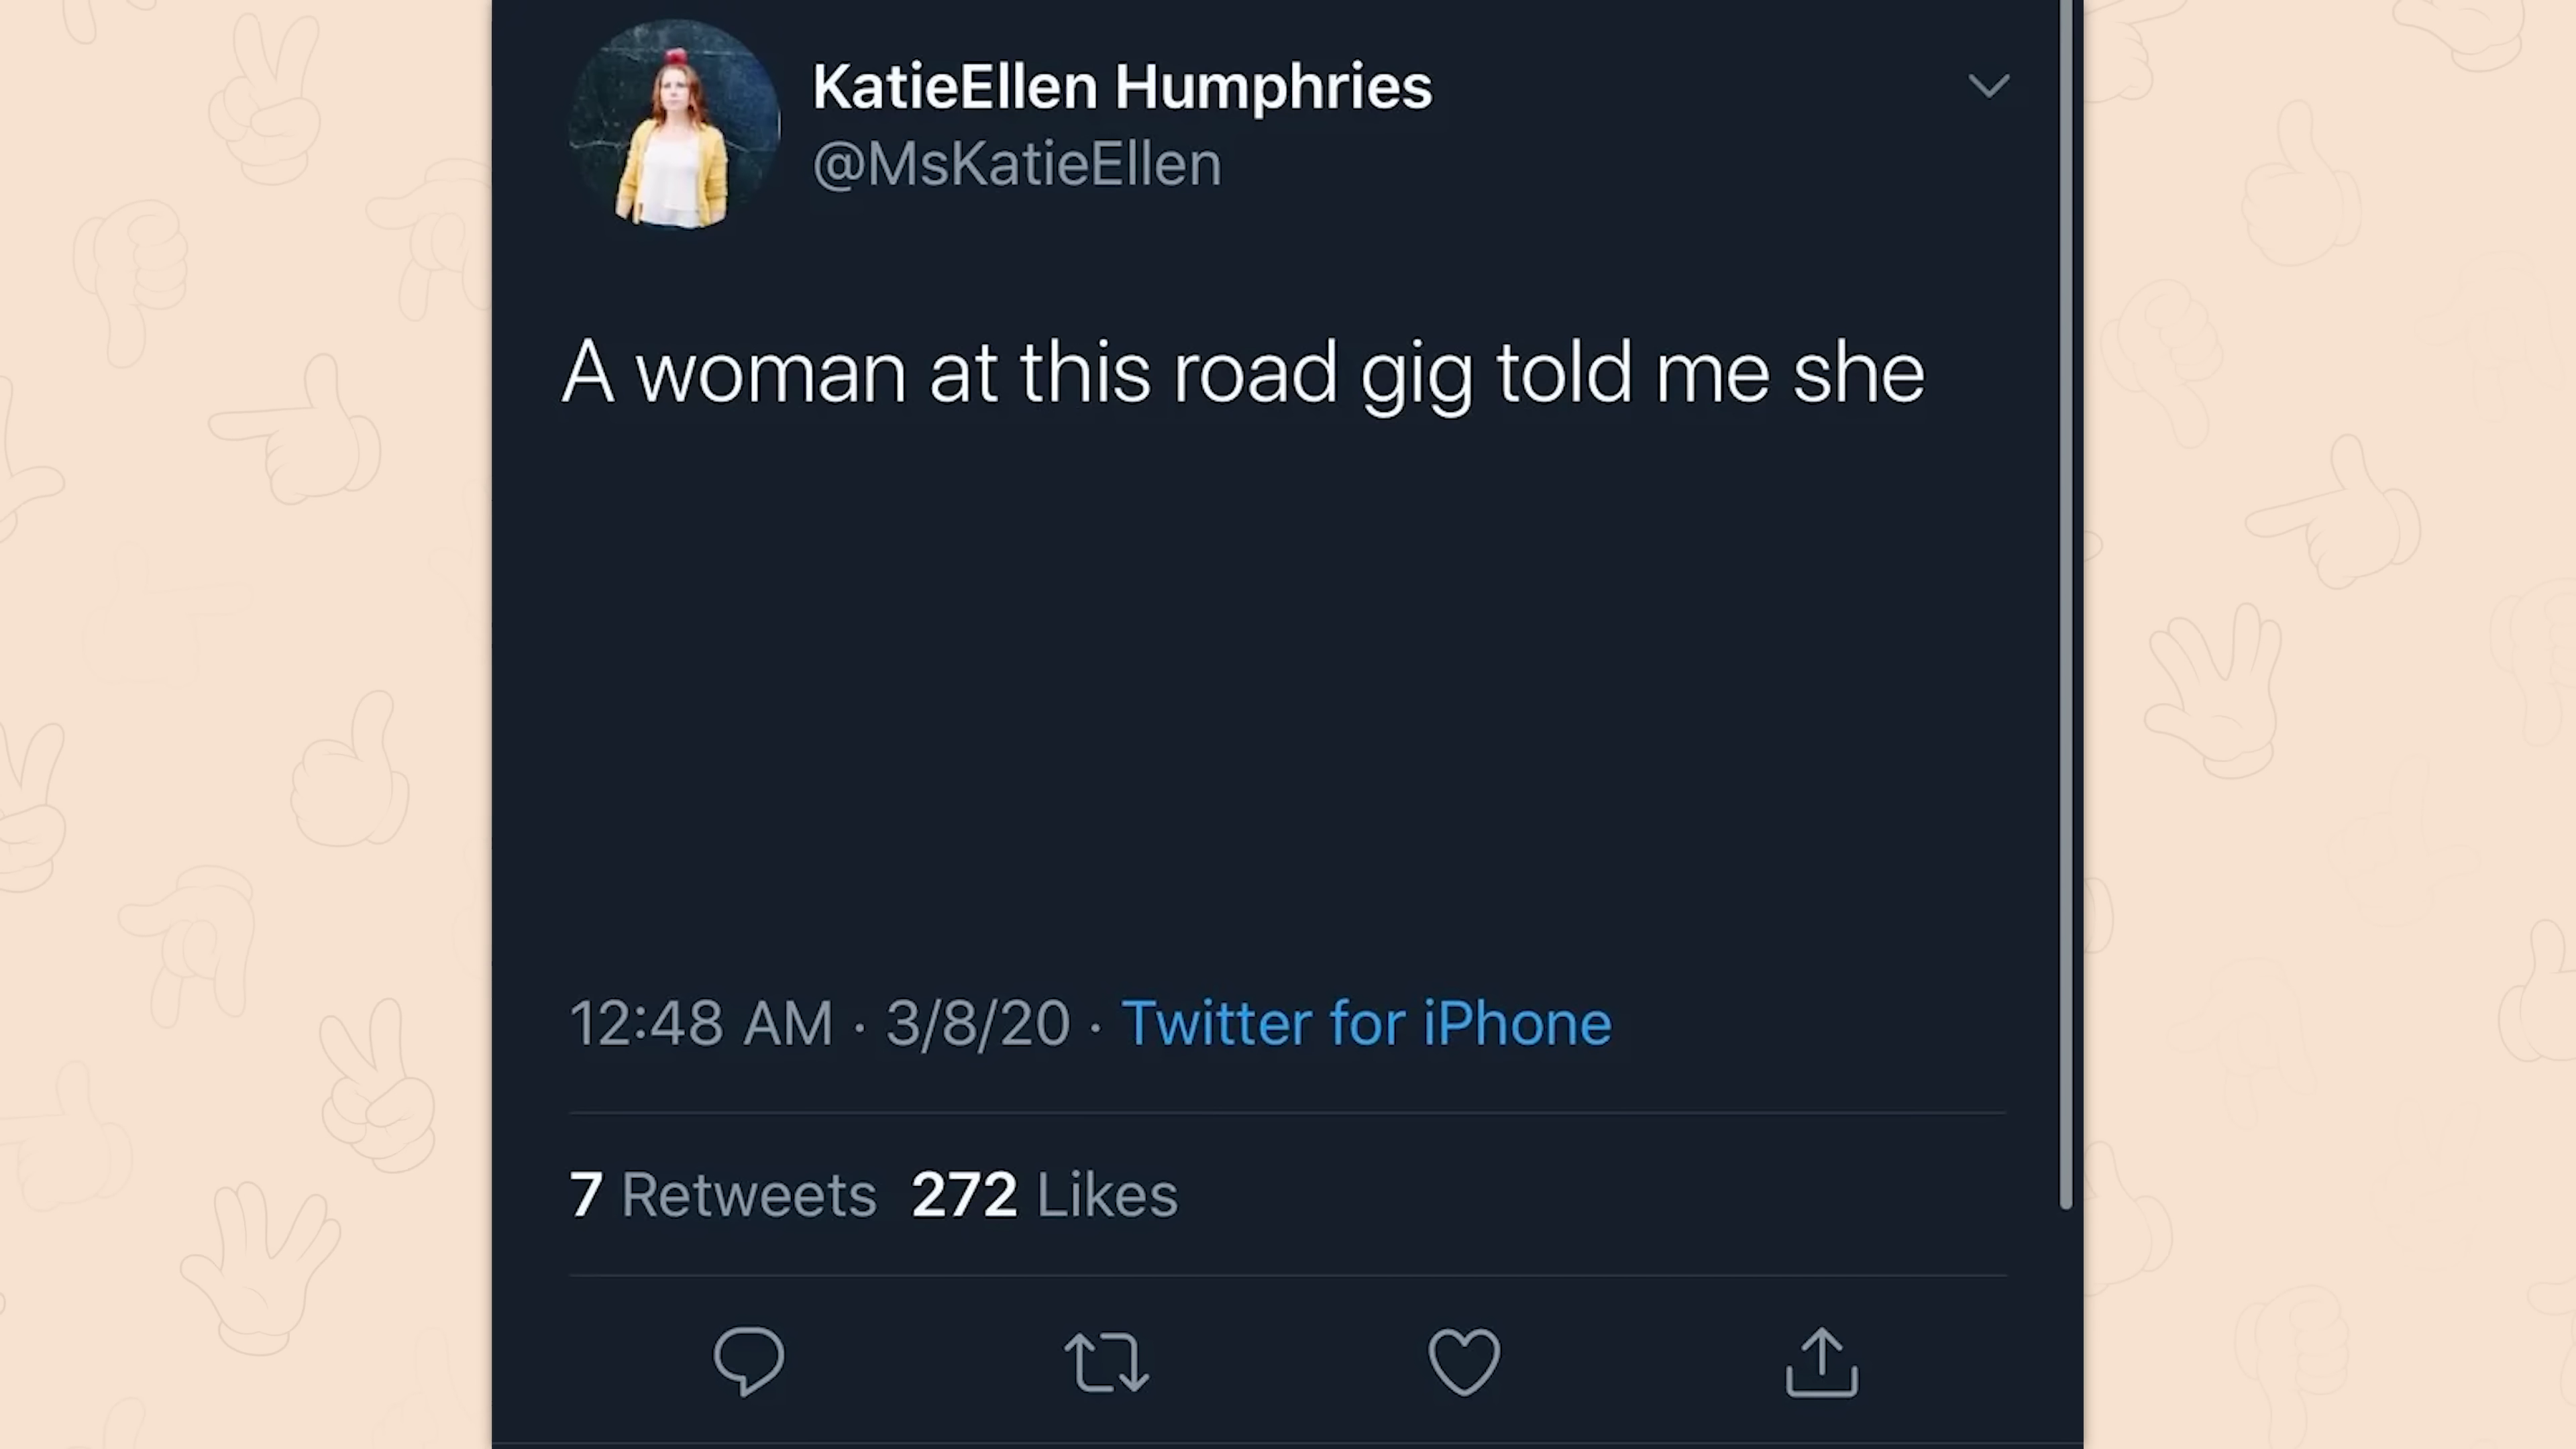 KatieEllen Humphries
@MsKatieEllen
A woman at this road gig told me she
12:48 AM · 3/8/20 · Twitter for iPhone
7 Retweets 272 Likes